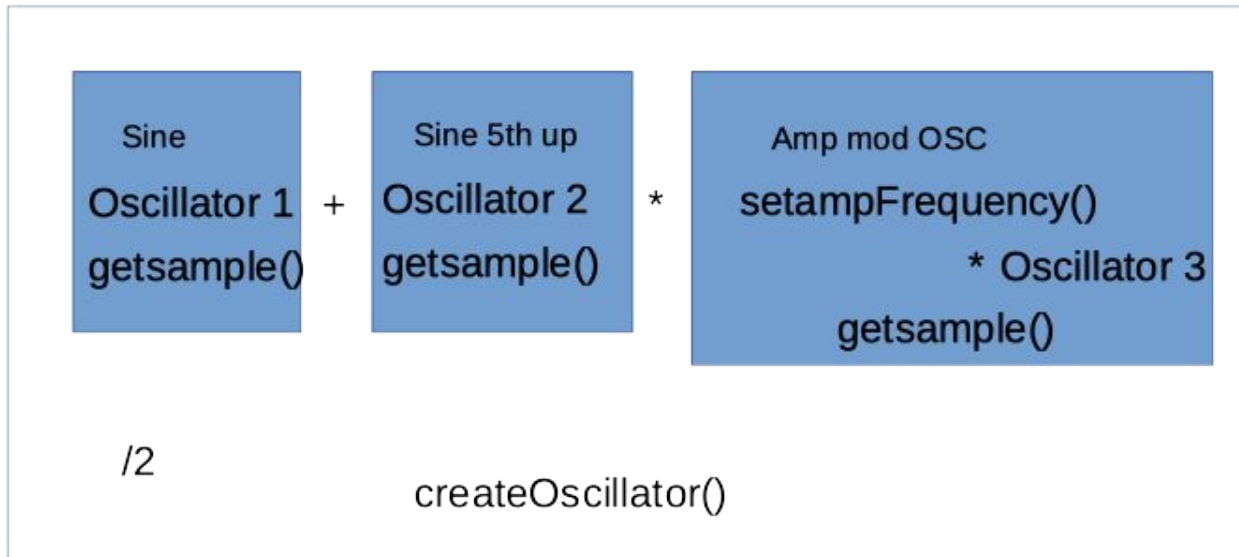 Sine
Oscillator 1
getsample()
+
Sine 5th up
Oscillator 2
getsample()
*
Amp mod OSC
setampFrequency()
* Oscillator 3
getsample()
/2
createOscillator()